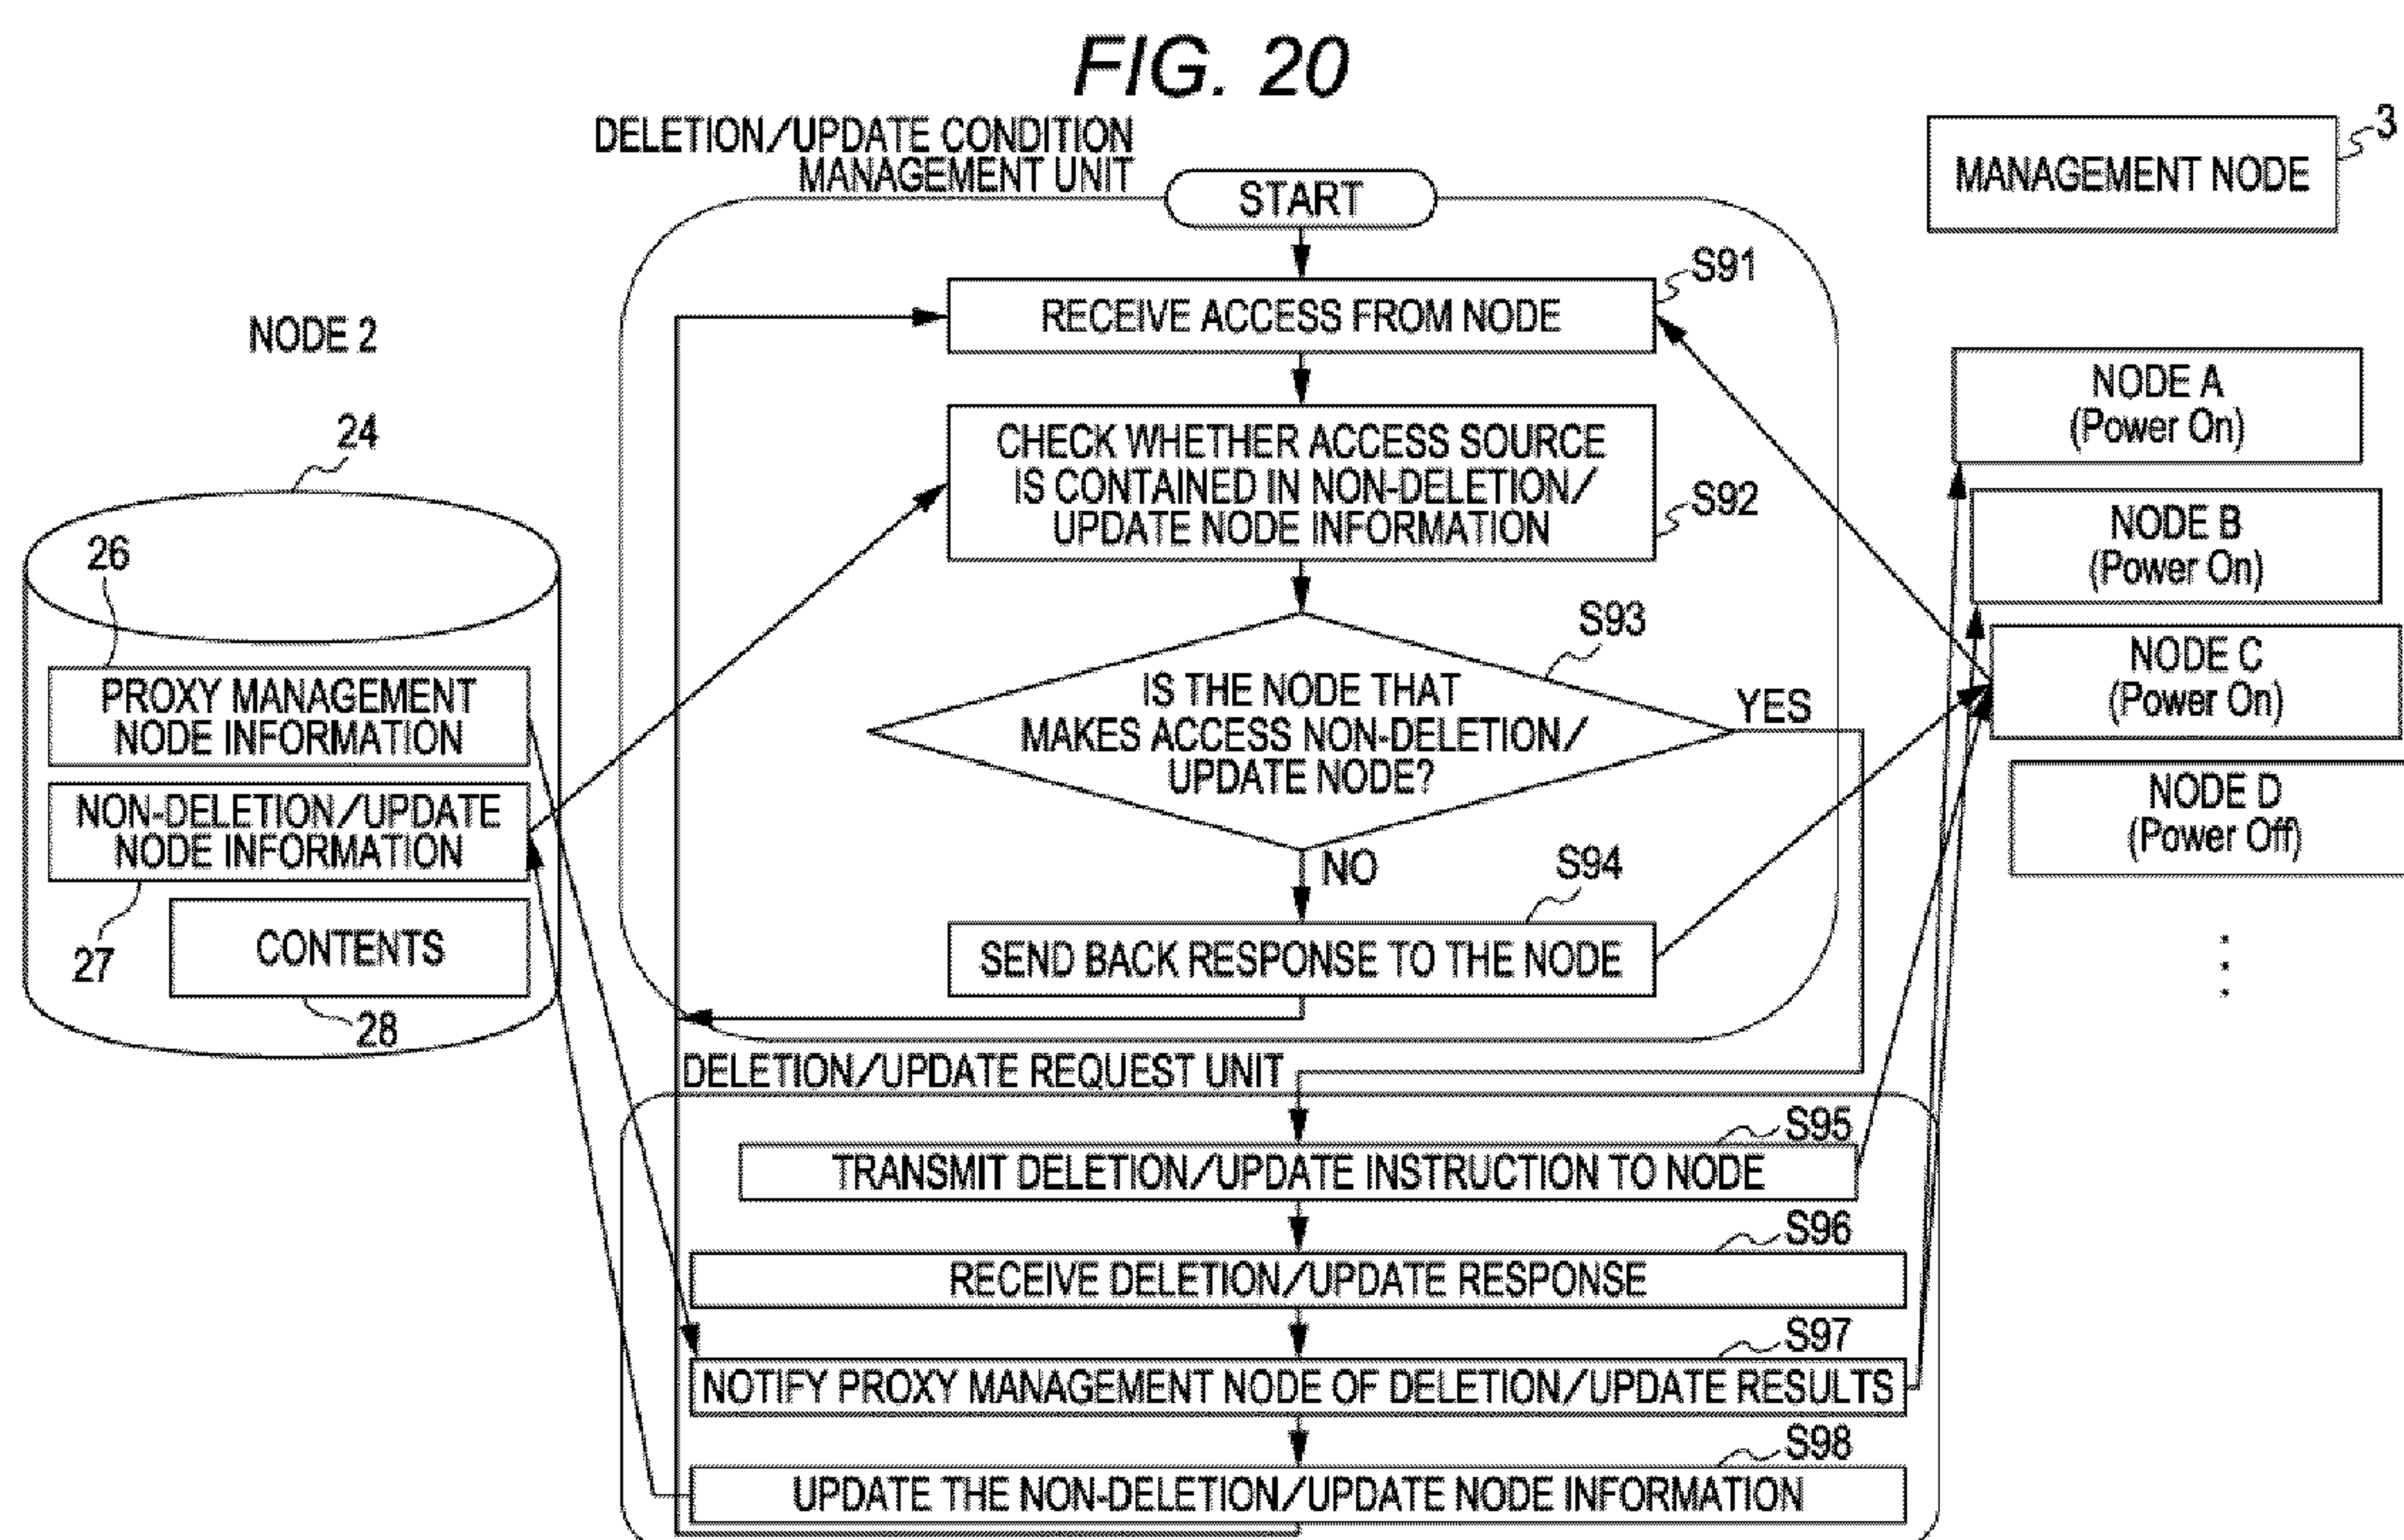 FIG. 20
DELETION/UPDATE CONDITION
MANAGEMENT UNIT
START
MANAGEMENT NODE
3
S91
RECEIVE ACCESS FROM NODE
NODE 2
24
CHECK WHETHER ACCESS SOURCE
IS CONTAINED IN NON-DELETION/
UPDATE NODE INFORMATION
S92
NODE A
(Power On)
NODE B
(Power On)
NODE C
(Power On)
NODE D
(Power Off)
26
PROXY MANAGEMENT
NODE INFORMATION
NON-DELETION/UPDATE
NODE INFORMATION
27
CONTENTS
28
S93
IS THE NODE THAT
MAKES ACCESS NON-DELETION/
UPDATE NODE?
YES
NO
S94
SEND BACK RESPONSE TO THE NODE
DELETION/UPDATE REQUEST UNIT
S95
TRANSMIT DELETION/UPDATE INSTRUCTION TO NODE
S96
RECEIVE DELETION/UPDATE RESPONSE
S97
NOTIFY PROXY MANAGEMENT NODE OF DELETION/UPDATE RESULTS
S98
UPDATE THE NON-DELETION/UPDATE NODE INFORMATION